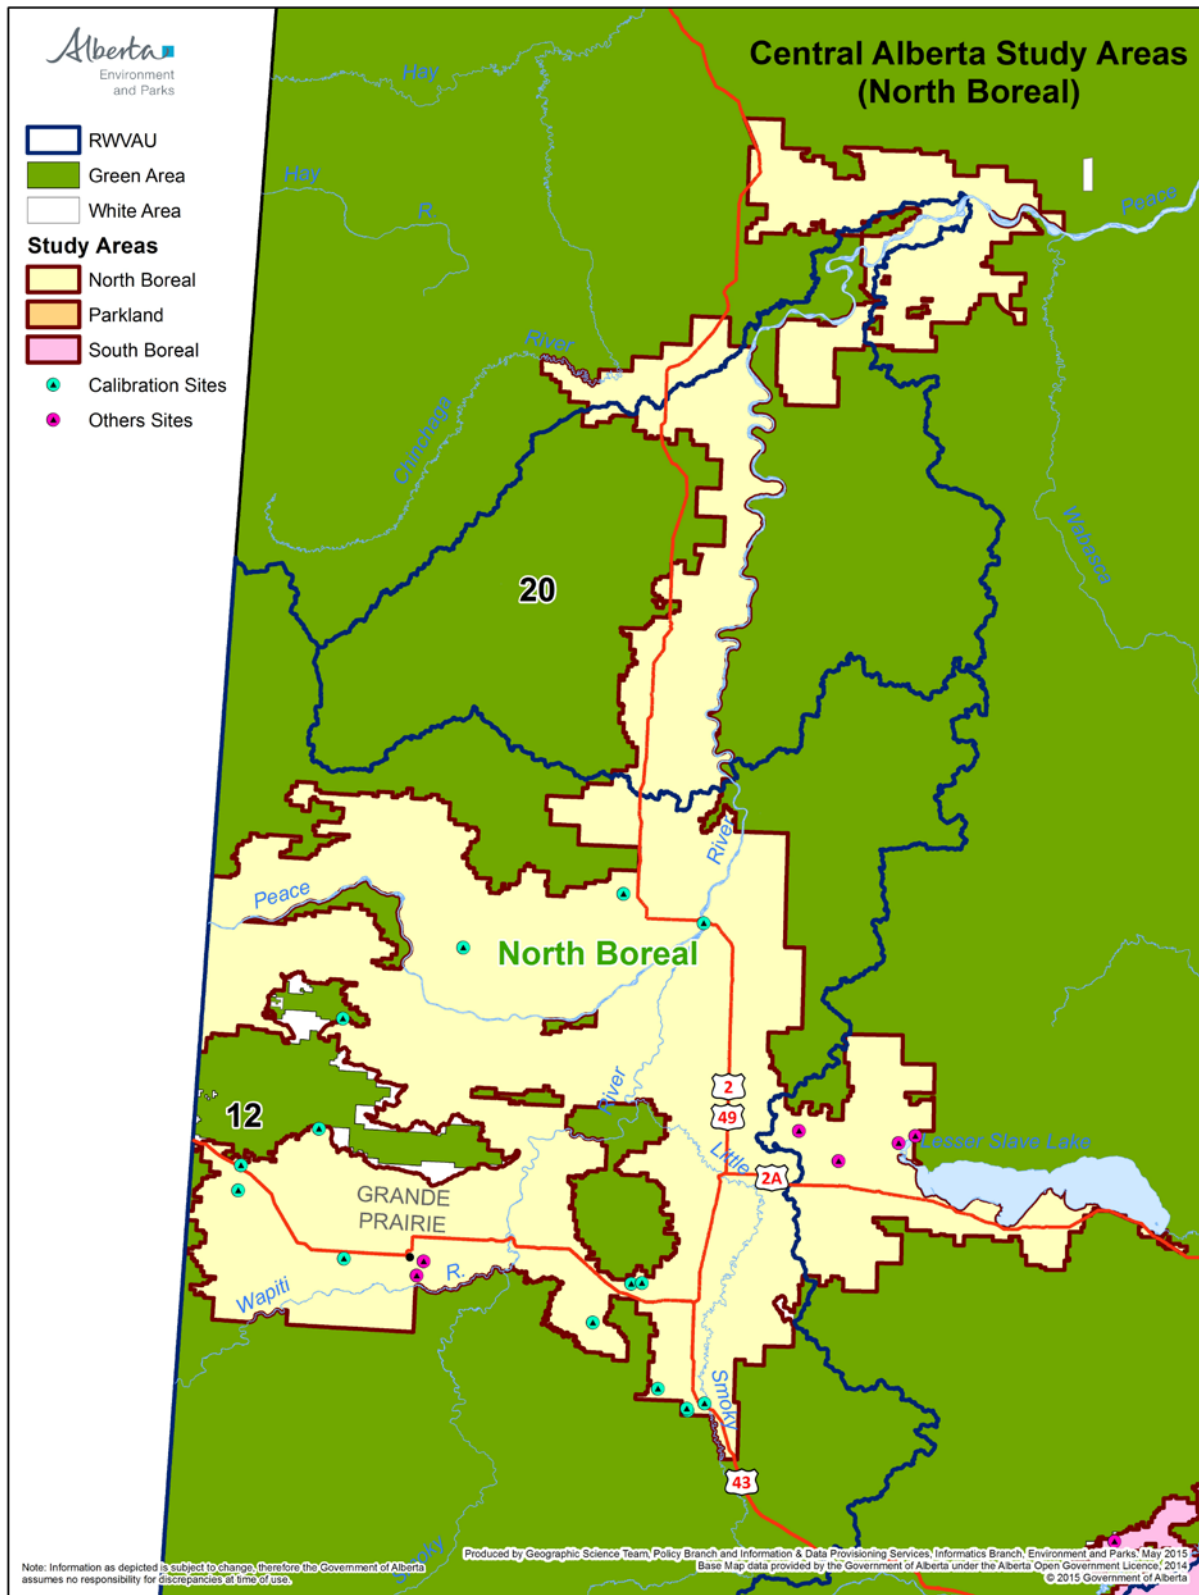 Alberta
Environment
and Parks
Central Alberta Study Areas
(North Boreal)
RWVAU
Green Area
White Area
Study Areas
North Boreal
Parkland
South Boreal
Calibration Sites
Others Sites
Hay
Hay
R.
Peace
River
Chinchaga
Wabasca
20
River
Peace
North Boreal
12
River
2
49
Little
2A
Lesser Slave Lake
GRANDE
PRAIRIE
Wapiti
R.
Smoky
43
Smoky
Note: Information as depicted is subject to change, therefore the Government of Alberta
assumes no responsibility for discrepancies at time of use.
Produced by Geographic Science Team, Policy Branch and Information & Data Provisioning Services, Informatics Branch, Environment and Parks. May 2015
Base Map data provided by the Government of Alberta under the Alberta Open Government Licence, 2014
© 2015 Government of Alberta